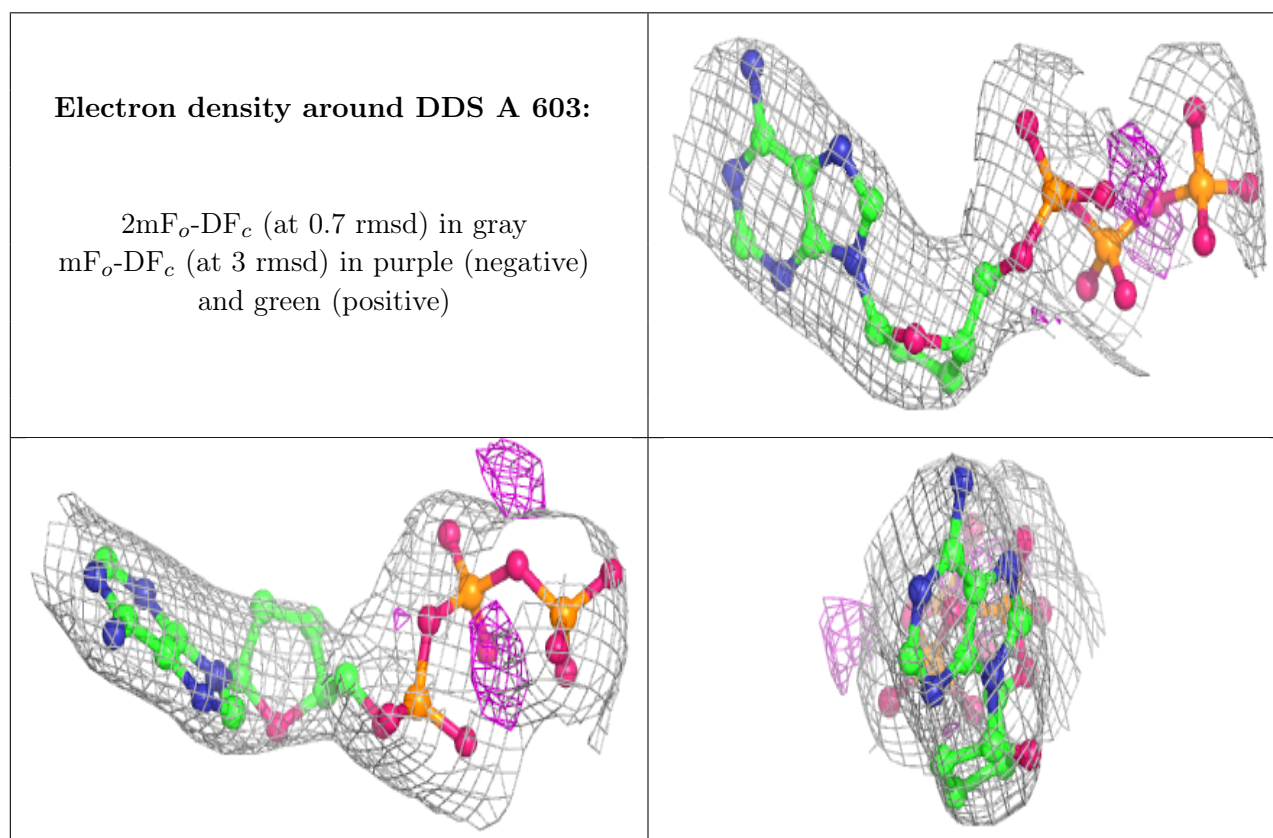 Electron density around DDS A 603:
2mFo-DFc (at 0.7 rmsd) in gray
mFo-DFc (at 3 rmsd) in purple (negative)
and green (positive)